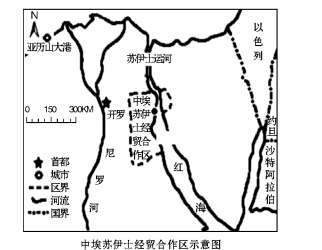 N
亚历山大港
苏伊士运河
以色列
0 150 300KM
开罗
中埃苏伊士经贸合作区
约旦
沙特阿拉伯
尼罗河
红海
首都
城市
区界
河流
国界
中埃苏伊士经贸合作区示意图